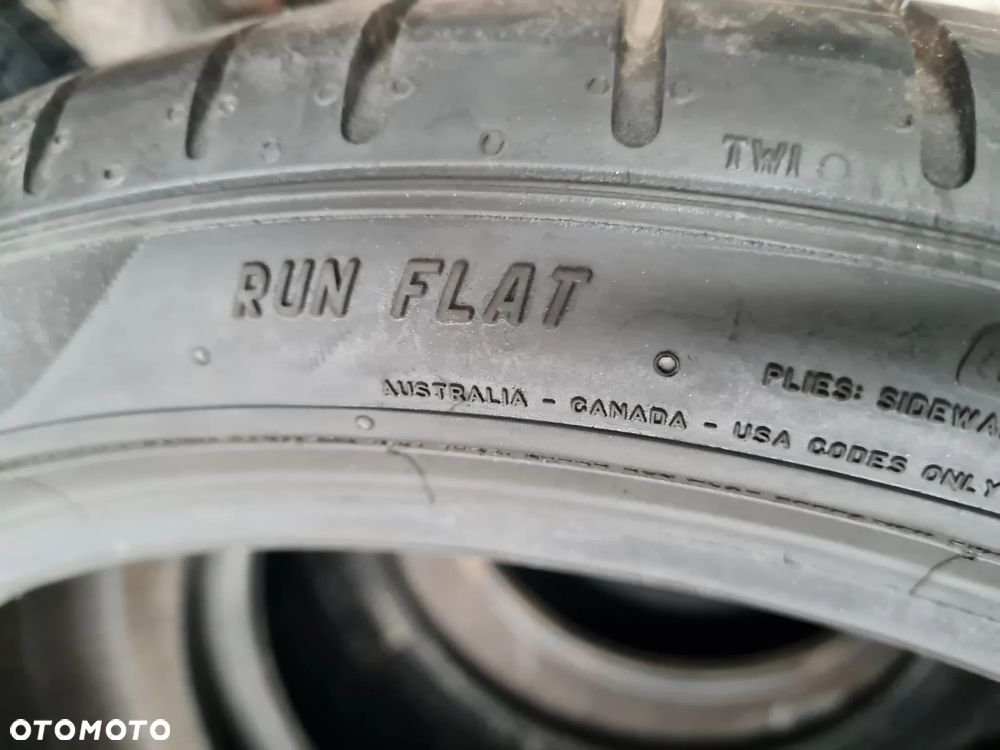 TWI
RUN FLAT
PLIES: SIDEWA
AUSTRALIA - CANADA - USA CODES ONLY
OTOMOTO